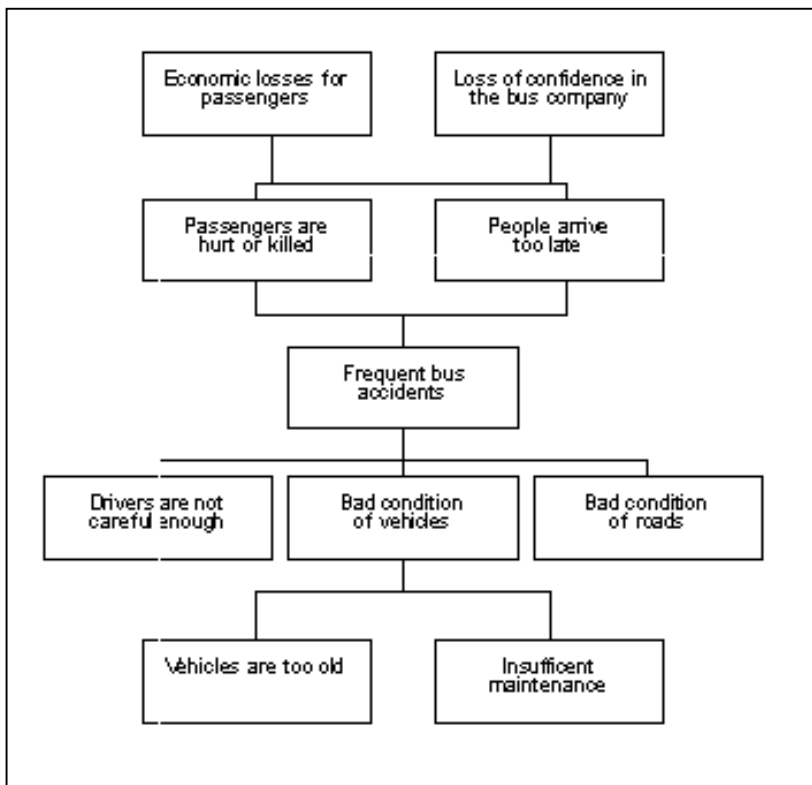 Economic losses for
passengers
Loss of confidence in
the bus company
Passengers are
hurt or killed
People arrive
too late
Frequent bus
accidents
Drivers are not
careful enough
Bad condition
of vehicles
Bad condition
of roads
Vehicles are too old
Insufficent
maintenance